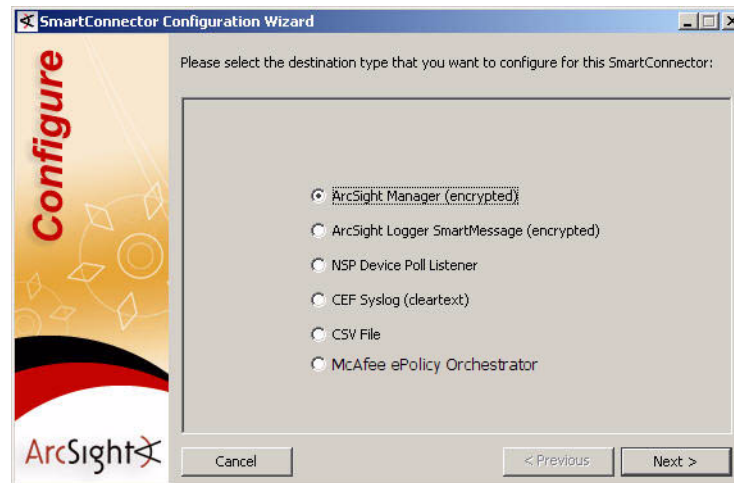 SmartConnector Configuration Wizard
Configure
Please select the destination type that you want to configure for this SmartConnector:
ArcSight Manager (encrypted)
ArcSight Logger SmartMessage (encrypted)
NSP Device Poll Listener
CEF Syslog (cleartext)
CSV File
McAfee ePolicy Orchestrator
ArcSight
Cancel
< Previous
Next >